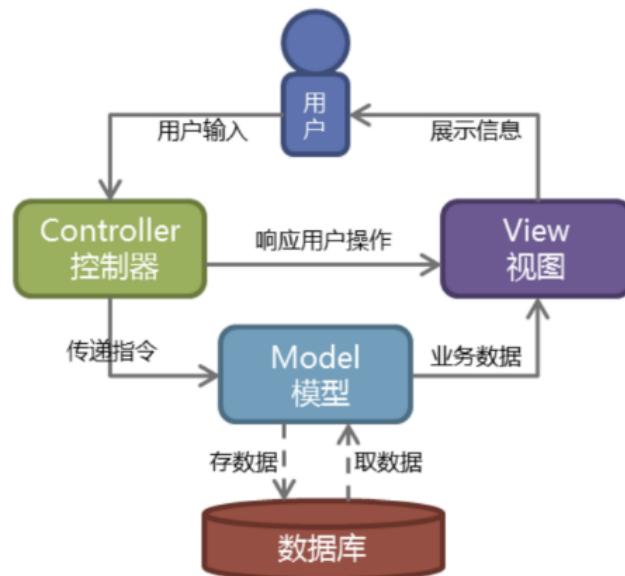 用
户
用户输入
展示信息
Controller
控制器
响应用户操作
View
视图
传递指令
Model
模型
业务数据
存数据
取数据
数据库